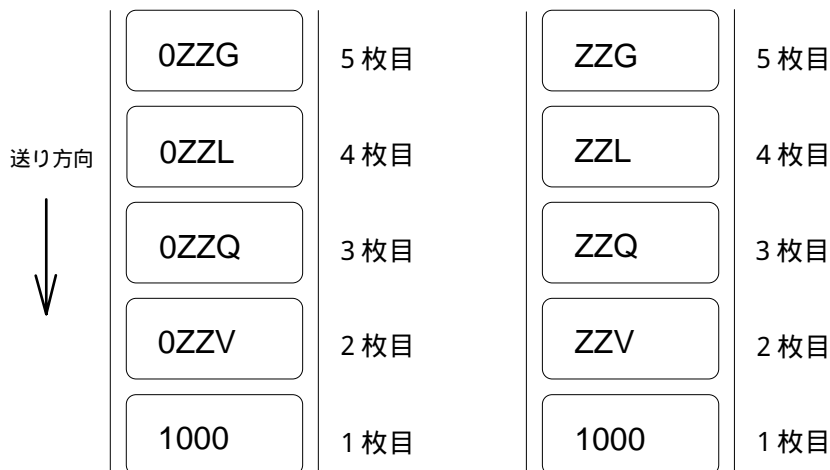 0ZZG 5 枚目 ZZG 5 枚目
送り方向 0ZZL 4 枚目 ZZL 4 枚目
0ZZQ 3 枚目 ZZQ 3 枚目
0ZZV 2 枚目 ZZV 2 枚目
1000 1 枚目 1000 1 枚目